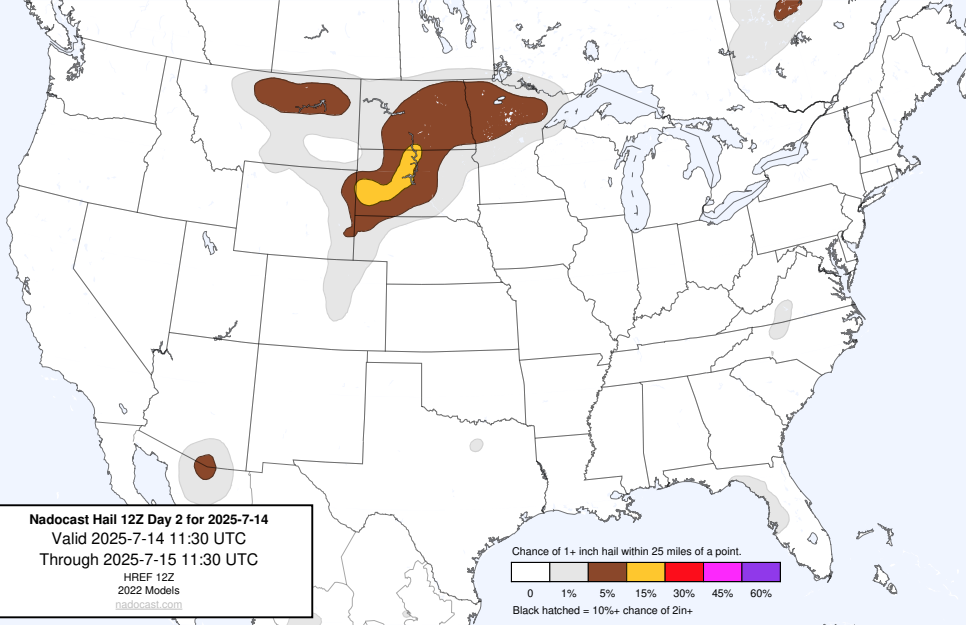 Nadocast Hail 12Z Day 2 for 2025-7-14
Valid 2025-7-14 11:30 UTC
Through 2025-7-15 11:30 UTC
HREF 12Z
2022 Models
nadocast.com
Chance of 1+ inch hail within 25 miles of a point.
0 1% 5% 15% 30% 45% 60%
Black hatched = 10%+ chance of 2in+